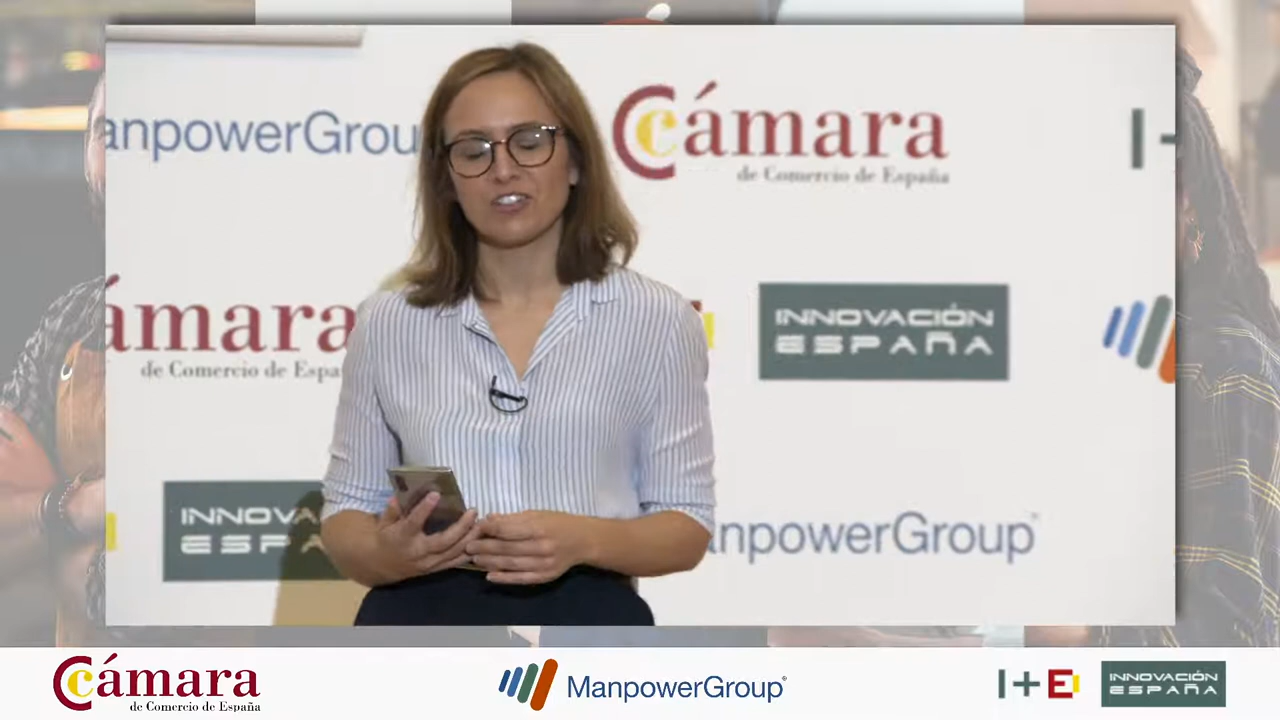 anpowerGrou
Cámara
de Comercio de España
I+
ámara
de Comercio de Espa
INNOVACIÓN
ESPAÑA
INNOVA
ESPA
anpowerGroup
Cámara
de Comercio de España
ManpowerGroup
I+E
INNOVACIÓN
ESPAÑA